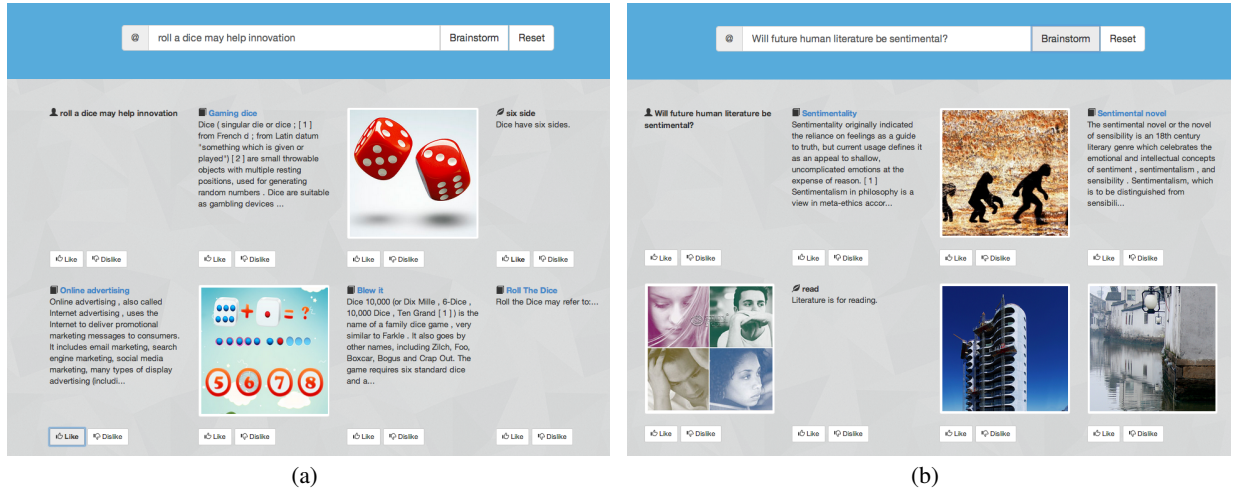 @ roll a dice may help innovation Brainstorm Reset
roll a dice may help innovation
Gaming dice
Dice ( singular die or dice ; [ 1 ]
from French d ; from Latin datum
"something which is given or
played") [ 2 ] are small throwable
objects with multiple resting
positions, used for generating
random numbers . Dice are suitable
as gambling devices ...
six side
Dice have six sides.
Like Dislike
Like Dislike
Like Dislike
Like Dislike
Online advertising
Online advertising , also called
Internet advertising , uses the
Internet to deliver promotional
marketing messages to consumers.
It includes email marketing, search
engine marketing, social media
marketing, many types of display
advertising (includi...
+ = ?
5 6 7 8
Blew it
Dice 10,000 (or Dix Mille , 6-Dice ,
10,000 Dice , Ten Grand [ 1 ] ) is the
name of a family dice game , very
similar to Farkle . It also goes by
other names, including Zilch, Foo,
Boxcar, Bogus and Crap Out. The
game requires six standard dice
and a...
Roll The Dice
Roll the Dice may refer to:...
Like Dislike
Like Dislike
Like Dislike
Like Dislike
(a)
@ Will future human literature be sentimental? Brainstorm Reset
Will future human literature be
sentimental?
Sentimentality
Sentimentality originally indicated
the reliance on feelings as a guide
to truth, but current usage defines it
as an appeal to shallow,
uncomplicated emotions at the
expense of reason. [ 1 ]
Sentimentalism in philosophy is a
view in meta-ethics accor...
Sentimental novel
The sentimental novel or the novel
of sensibility is an 18th century
literary genre which celebrates the
emotional and intellectual concepts
of sentiment , sentimentalism , and
sensibility . Sentimentalism, which
is to be distinguished from
sensibili...
Like Dislike
Like Dislike
Like Dislike
Like Dislike
read
Literature is for reading.
Like Dislike
Like Dislike
Like Dislike
Like Dislike
(b)